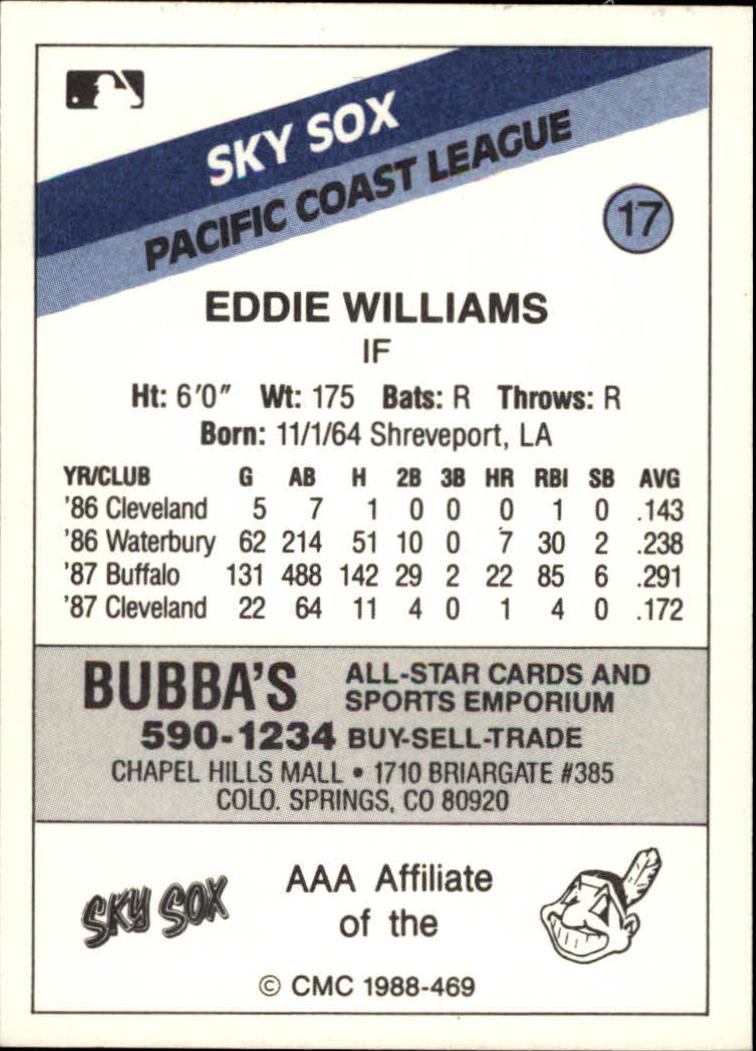 SKY SOX
PACIFIC COAST LEAGUE
17
EDDIE WILLIAMS
IF
Ht: 6'0" Wt: 175 Bats: R Throws: R
Born: 11/1/64 Shreveport, LA
YR/CLUB G AB H 2B 3B HR RBI SB AVG
'86 Cleveland 5 7 1 0 0 0 1 0 .143
'86 Waterbury 62 214 51 10 0 7 30 2 .238
'87 Buffalo 131 488 142 29 2 22 85 6 .291
'87 Cleveland 22 64 11 4 0 1 4 0 .172
BUBBA'S ALL-STAR CARDS AND
SPORTS EMPORIUM
590-1234 BUY-SELL-TRADE
CHAPEL HILLS MALL • 1710 BRIARGATE #385
COLO. SPRINGS, CO 80920
SKY SOX
AAA Affiliate
of the
© CMC 1988-469